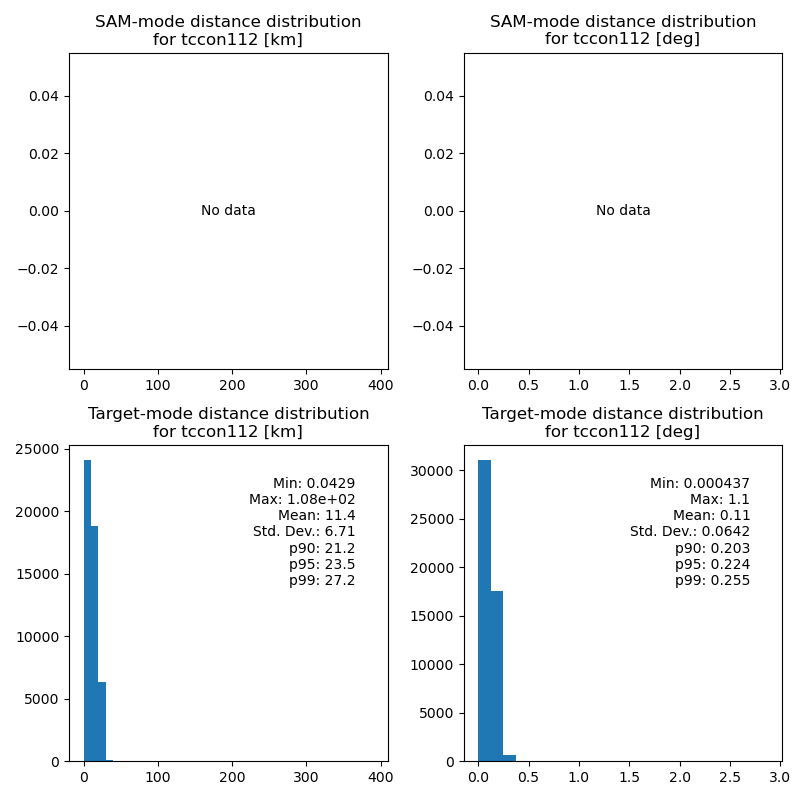 SAM-mode distance distribution
for tccon112 [km]
0.04
0.02
0.00
−0.02
−0.04
No data
0
100
200
300
400
SAM-mode distance distribution
for tccon112 [deg]
0.04
0.02
0.00
−0.02
−0.04
No data
0.0
0.5
1.0
1.5
2.0
2.5
3.0
Target-mode distance distribution
for tccon112 [km]
25000
20000
15000
10000
5000
0
Min: 0.0429
Max: 1.08e+02
Mean: 11.4
Std. Dev.: 6.71
p90: 21.2
p95: 23.5
p99: 27.2
0
100
200
300
400
Target-mode distance distribution
for tccon112 [deg]
30000
25000
20000
15000
10000
5000
0
Min: 0.000437
Max: 1.1
Mean: 0.11
Std. Dev.: 0.0642
p90: 0.203
p95: 0.224
p99: 0.255
0.0
0.5
1.0
1.5
2.0
2.5
3.0